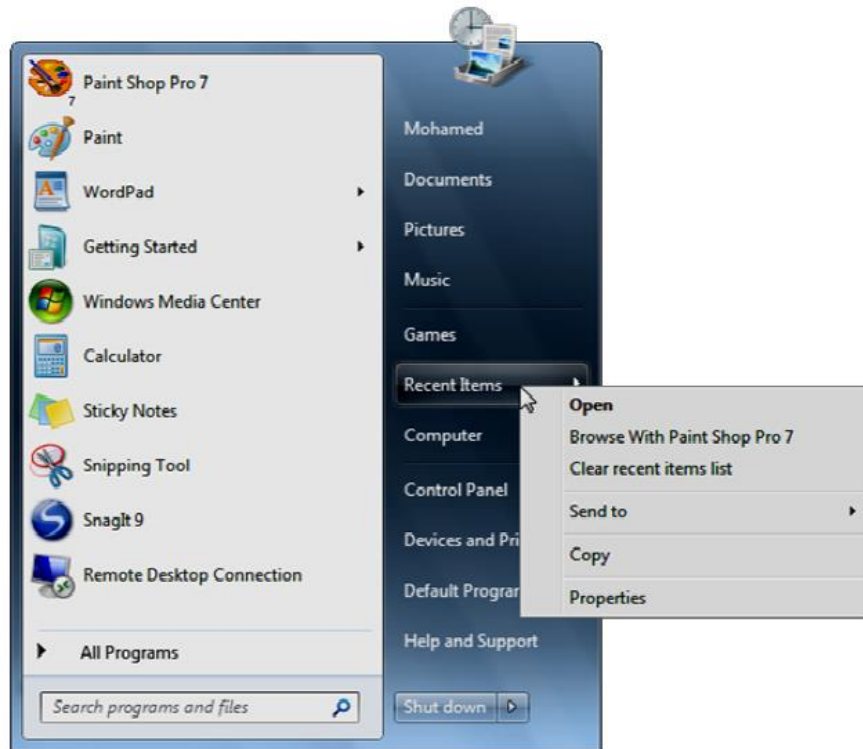 Paint Shop Pro 7
7
Paint
WordPad
Getting Started
Windows Media Center
Calculator
Sticky Notes
Snipping Tool
SnagIt 9
Remote Desktop Connection
All Programs
Search programs and files
Mohamed
Documents
Pictures
Music
Games
Recent Items
Computer
Control Panel
Devices and Pri
Default Progra
Help and Support
Shut down
Open
Browse With Paint Shop Pro 7
Clear recent items list
Send to
Copy
Properties